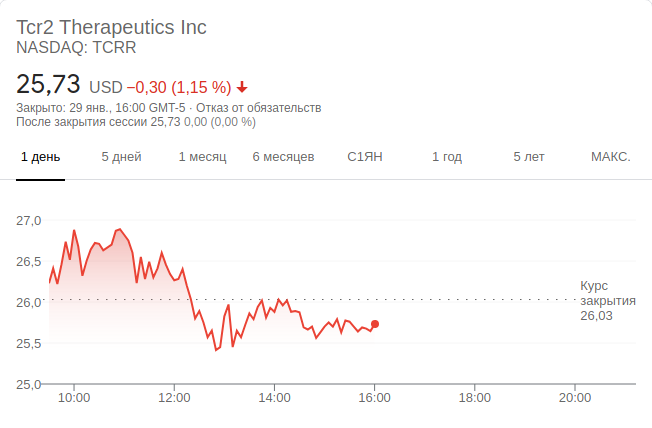 Tcr2 Therapeutics Inc
NASDAQ: TCRR
25,73 USD −0,30 (1,15 %)
Закрыто: 29 янв., 16:00 GMT-5 · Отказ от обязательств
После закрытия сессии 25,73 0,00 (0,00 %)
1 день 5 дней 1 месяц 6 месяцев С1ЯН 1 год 5 лет МАКС.
27,0
26,5
26,0
25,5
25,0
Курс
закрытия
26,03
10:00 12:00 14:00 16:00 18:00 20:00